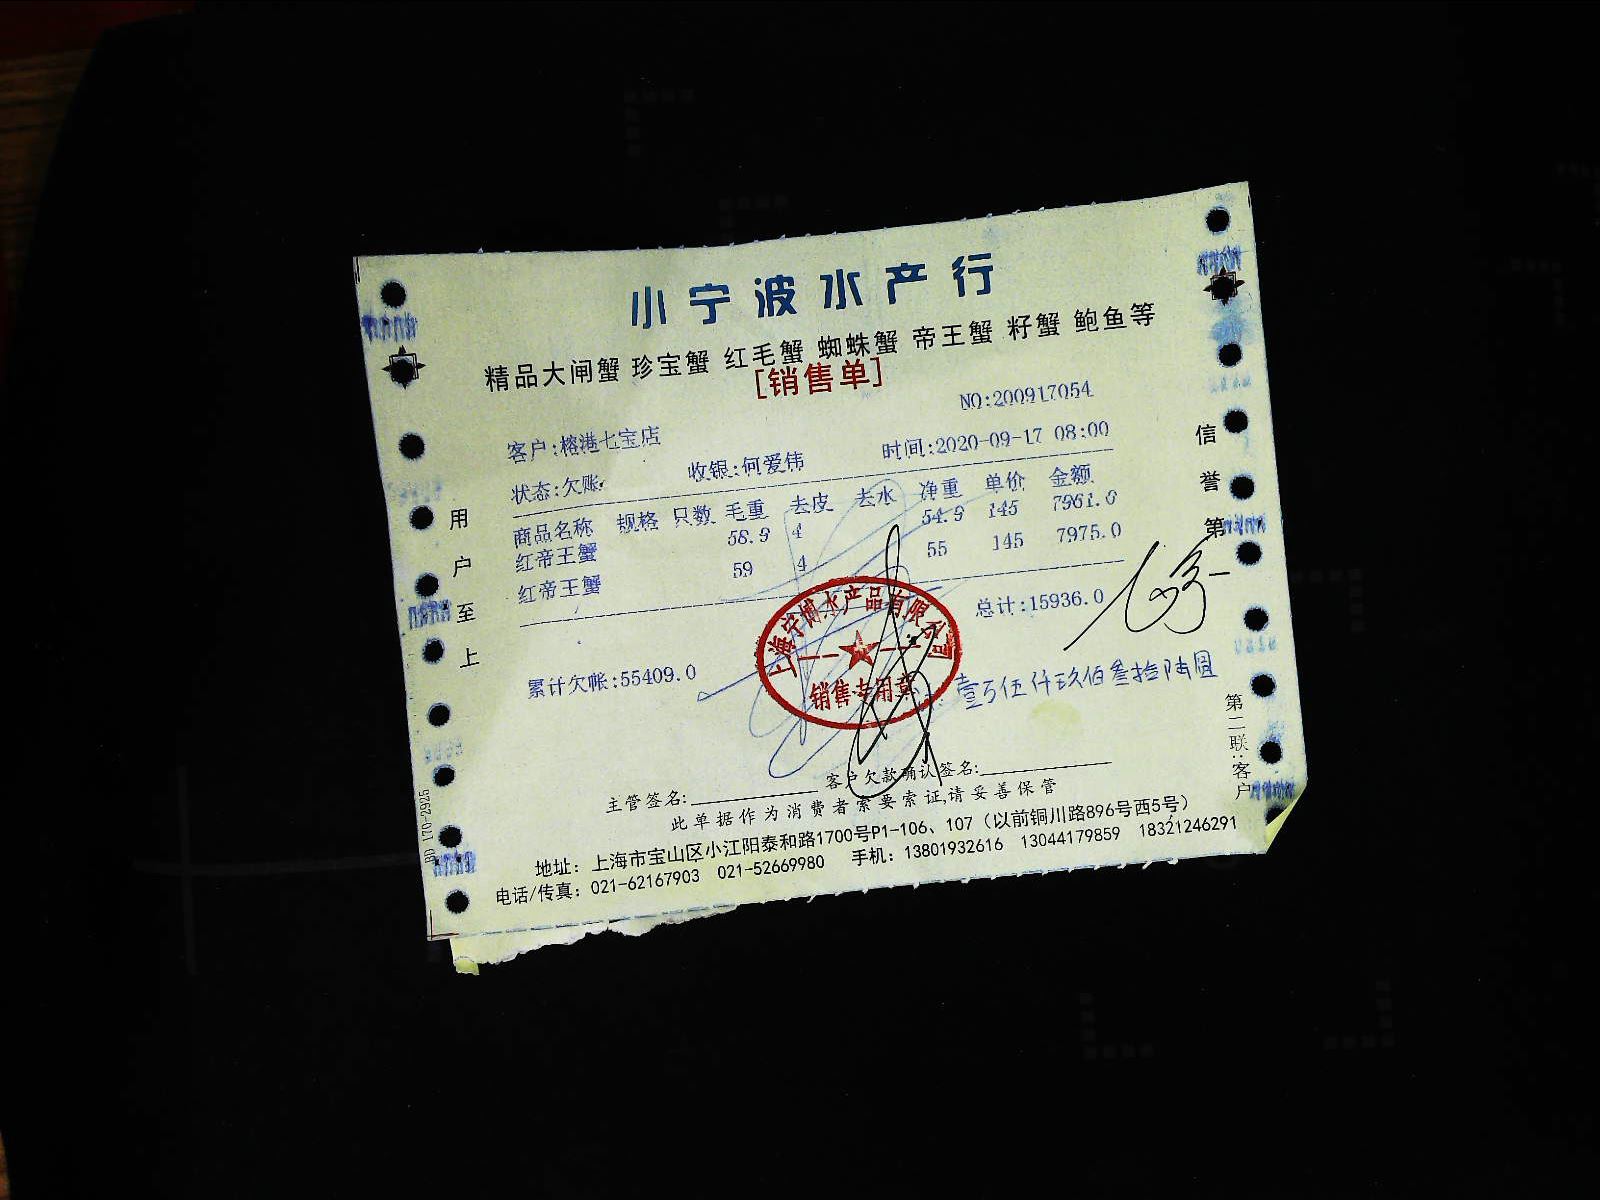 小宁波水产行
精品大闸蟹 珍宝蟹 红毛蟹 蜘蛛蟹 帝王蟹 籽蟹 鲍鱼等
[销售单]
NO:200917054
客户:榕港七宝店
收银:何爱伟
时间:2020-09-17 08:00
状态:欠账
商品名称 规格 只数 毛重 去皮 去水 净重 单价 金额
红帝王蟹 58.9 4 54.9 145 7961.0
红帝王蟹 59 4 55 145 7975.0
总计:15936.0
累计欠帐:55409.0
壹万伍仟玖佰叁拾陆圆
上海宁城水产品有限公司
销售专用章
主管签名:
客户欠款确认签名:
此单据作为消费者索要索证,请妥善保管
地址：上海市宝山区小江阳泰和路1700号P1-106、107（以前铜川路896号西5号）
电话/传真：021-62167903 021-52669980 手机：13801932616 13044179859 18321246291
用户至上
信誉第
第二联:客户